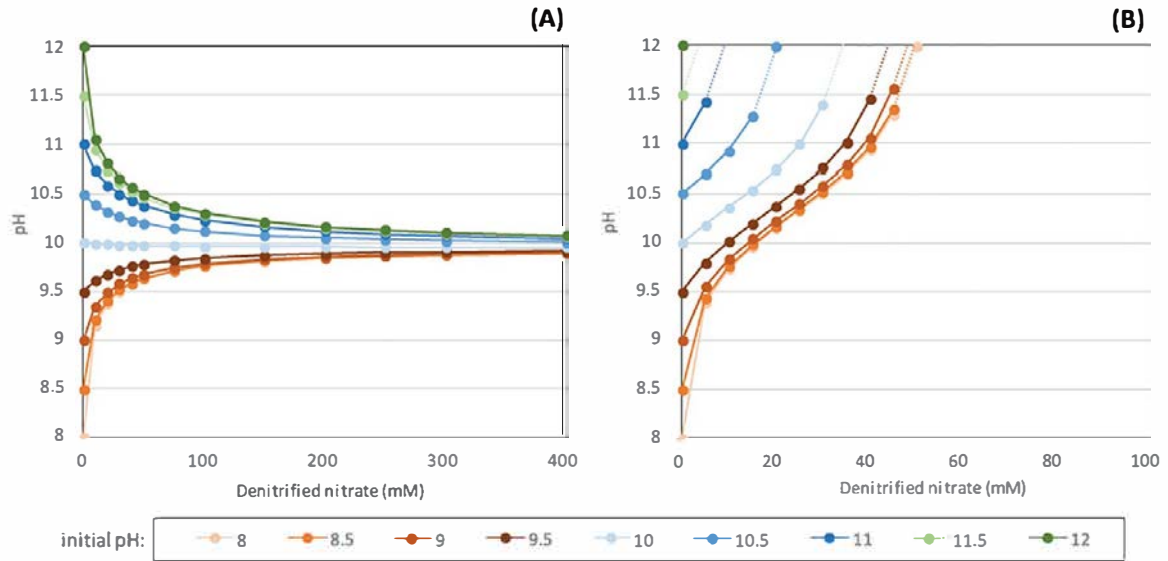 (A)
pH
12
11.5
11
10.5
10
9.5
9
8.5
8
0 100 200 300 400
Denitrified nitrate (mM)
(B)
pH
12
11.5
11
10.5
10
9.5
9
8.5
8
0 20 40 60 80 100
Denitrified nitrate (mM)
initial pH: 8 8.5 9 9.5 10 10.5 11 11.5 12